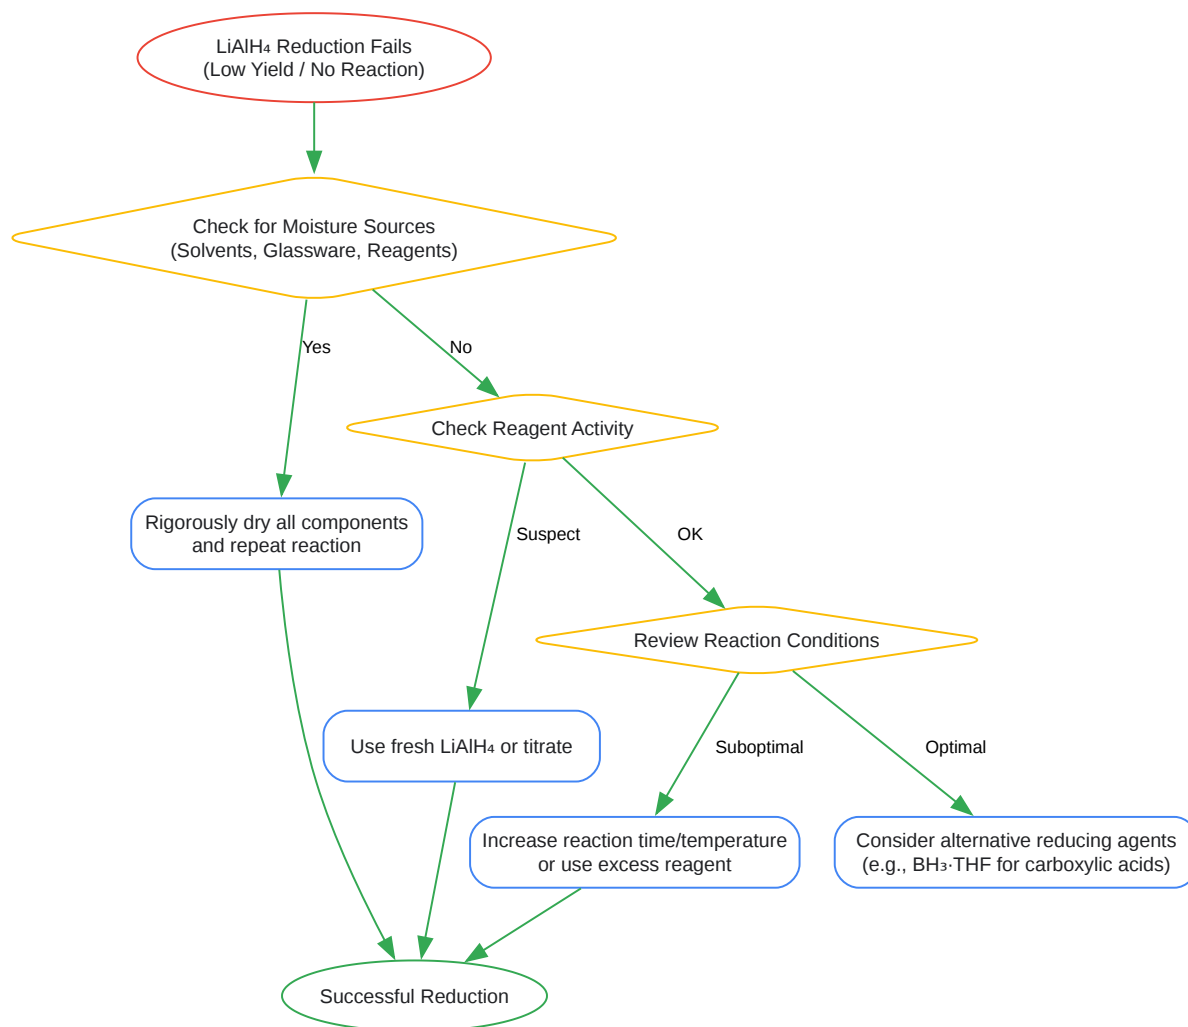 LiAlH₄ Reduction Fails
(Low Yield / No Reaction)
Check for Moisture Sources
(Solvents, Glassware, Reagents)
Yes
No
Check Reagent Activity
Rigorously dry all components
and repeat reaction
Suspect
OK
Review Reaction Conditions
Use fresh LiAlH₄ or titrate
Suboptimal
Optimal
Increase reaction time/temperature
or use excess reagent
Consider alternative reducing agents
(e.g., BH₃·THF for carboxylic acids)
Successful Reduction